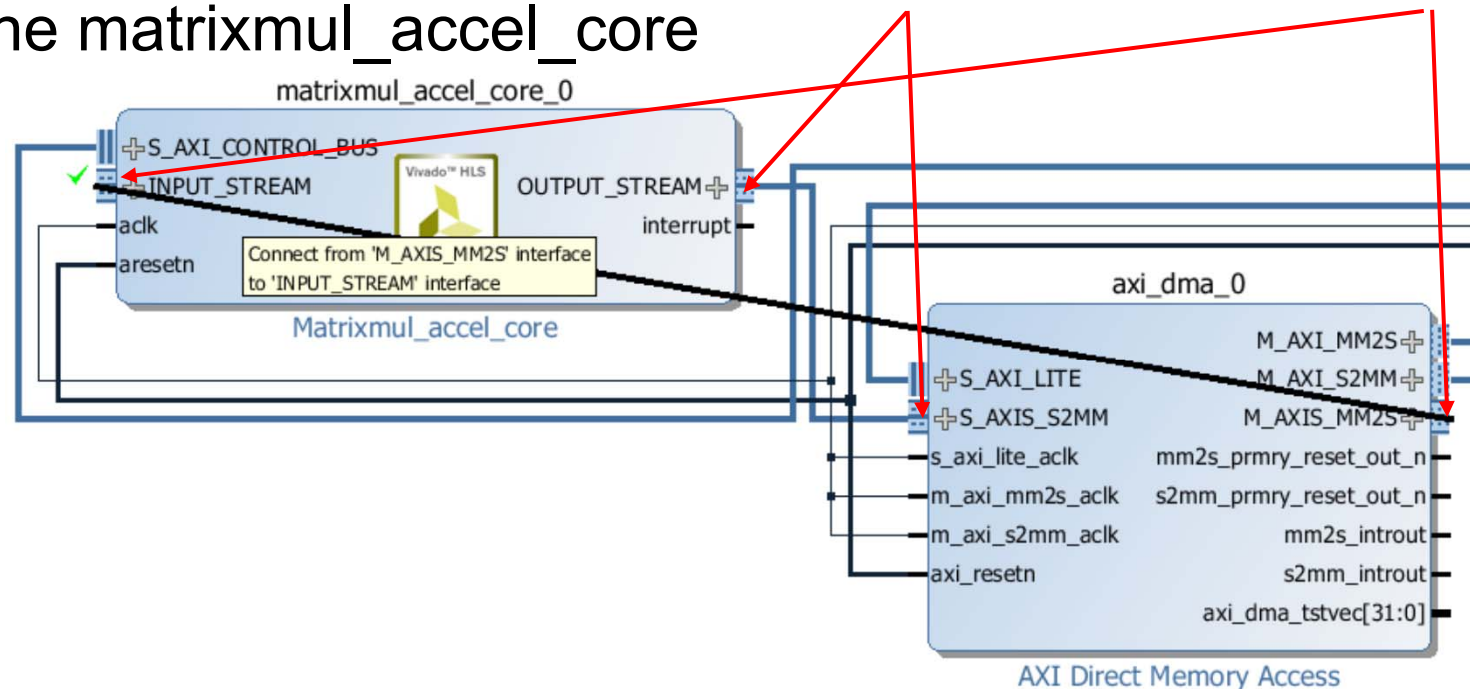 he matrixmul_accel_core
matrixmul_accel_core_0
S_AXI_CONTROL_BUS
INPUT_STREAM
aclk
aresetn
Vivado™ HLS
OUTPUT_STREAM
interrupt
Connect from 'M_AXIS_MM2S' interface
to 'INPUT_STREAM' interface
Matrixmul_accel_core
axi_dma_0
S_AXI_LITE
S_AXIS_S2MM
s_axi_lite_aclk
m_axi_mm2s_aclk
m_axi_s2mm_aclk
axi_resetn
M_AXI_MM2S
M_AXI_S2MM
M_AXIS_MM2S
mm2s_prmry_reset_out_n
s2mm_prmry_reset_out_n
mm2s_introut
s2mm_introut
axi_dma_tstvec[31:0]
AXI Direct Memory Access